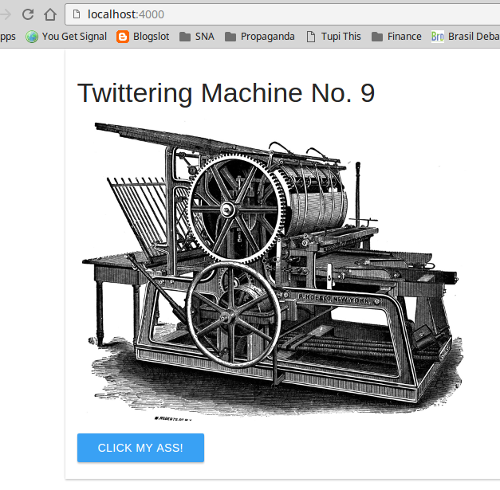 localhost:4000
pps You Get Signal Blogslot SNA Propaganda Tupi This Finance Bra Brasil Deba
Twittering Machine No. 9
R.HOE & CO. NEW YORK.
CLICK MY ASS!